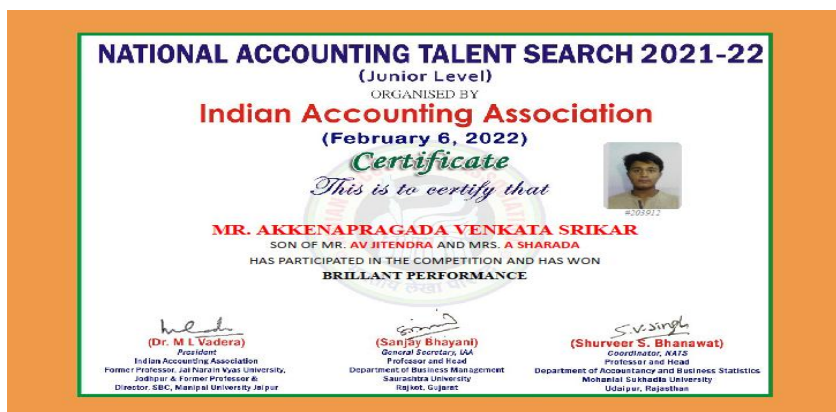 NATIONAL ACCOUNTING TALENT SEARCH 2021-22
(Junior Level)
ORGANISED BY
Indian Accounting Association
(February 6, 2022)
Certificate
This is to certify that
#203912
MR. AKKENAPRAGADA VENKATA SRIKAR
SON OF MR. AV JITENDRA AND MRS. A SHARADA
HAS PARTICIPATED IN THE COMPETITION AND HAS WON
BRILLANT PERFORMANCE
(Dr. M L Vadera)
President
Indian Accounting Association
Former Professor, Jai Narain Vyas University,
Jodhpur & Former Professor &
Director, SBC, Manipal University Jaipur
(Sanjay Bhayani)
General Secretary, IAA
Professor and Head
Department of Business Management
Saurashtra University
Rajkot, Gujarat
S.V.Singh
(Shurveer S. Bhanawat)
Coordinator, NATS
Professor and Head
Department of Accountancy and Business Statistics
Mohanlal Sukhadia University
Udaipur, Rajasthan